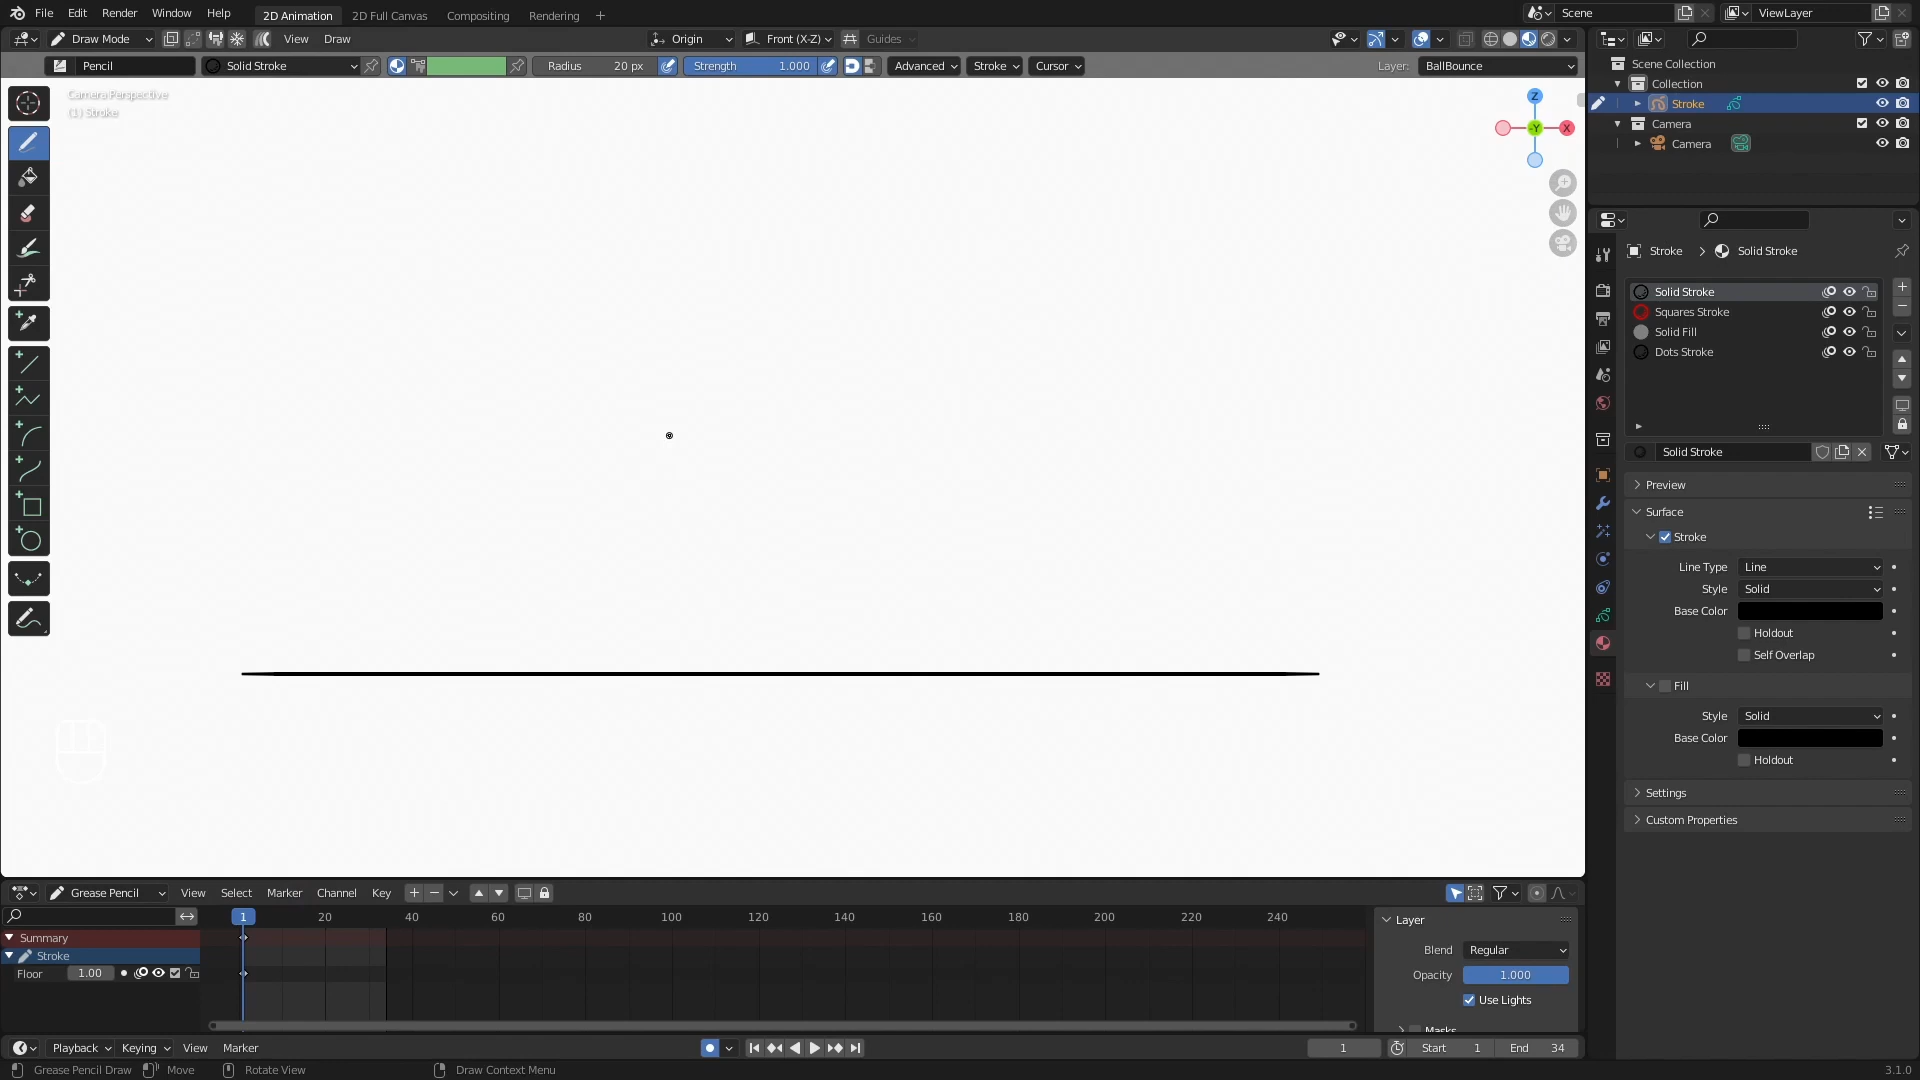 File Edit Render Window Help 2D Animation 2D Full Canvas Compositing Rendering + Scene ViewLayer
Draw Mode View Draw Origin Front (X-Z) Guides
Pencil Solid Stroke Radius 20 px Strength 1.000 Advanced Stroke Cursor Layer: BallBounce
Camera Perspective
(1) Stroke
Z
-Y X
Scene Collection
Collection
Stroke
Camera
Camera
Stroke > Solid Stroke
Solid Stroke
Squares Stroke
Solid Fill
Dots Stroke
Solid Stroke
Preview
Surface
Stroke
Line Type Line
Style Solid
Base Color
Holdout
Self Overlap
Fill
Style Solid
Base Color
Holdout
Settings
Custom Properties
Grease Pencil View Select Marker Channel Key
1 20 40 60 80 100 120 140 160 180 200 220 240
Summary
Stroke
Floor 1.00
Layer
Blend Regular
Opacity 1.000
Use Lights
Masks
Playback Keying View Marker 1 Start 1 End 34
Grease Pencil Draw Move Rotate View Draw Context Menu 3.1.0